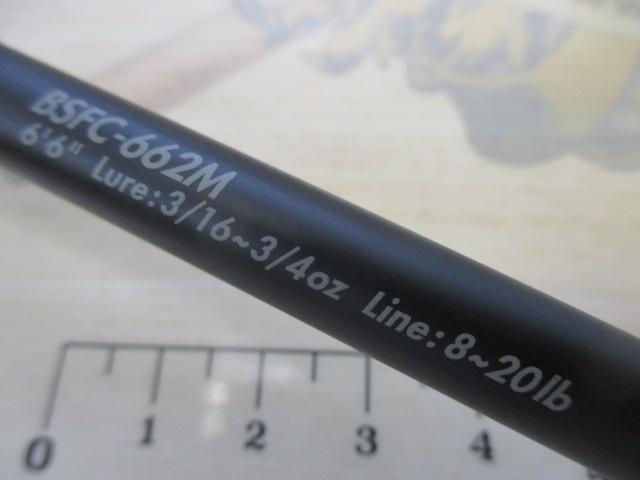 BSFC-662M
6'6" Lure:3/16~3/4oz Line:8~20lb
0 1 2 3 4